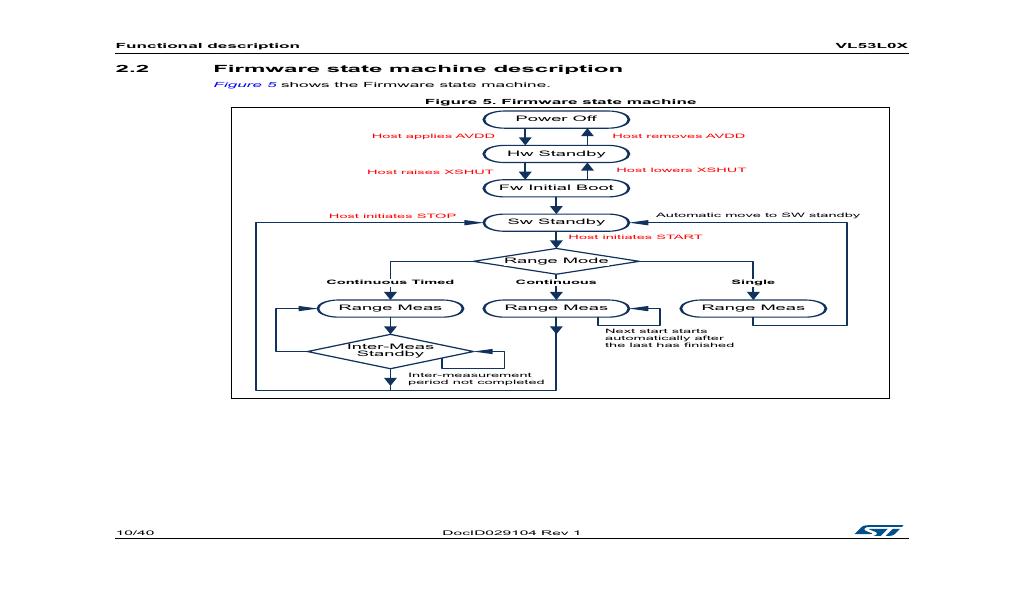 Functional description VL53L0X
2.2 Firmware state machine description
Figure 5 shows the Firmware state machine.
Figure 5. Firmware state machine
Power Off
Host applies AVDD Host removes AVDD
Hw Standby
Host raises XSHUT Host lowers XSHUT
Fw Initial Boot
Host initiates STOP Sw Standby Automatic move to SW standby
Host initiates START
Range Mode
Continuous Timed Continuous Single
Range Meas Range Meas Range Meas
Next start starts
automatically after
the last has finished
Inter-Meas
Standby
Inter-measurement
period not completed
10/40 DocID029104 Rev 1 ST